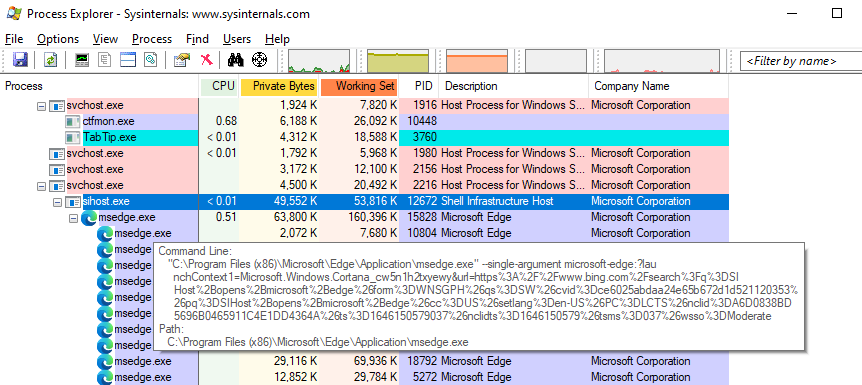 Process Explorer - Sysinternals: www.sysinternals.com
File Options View Process Find Users Help
<Filter by name>
Process CPU Private Bytes Working Set PID Description Company Name
svchost.exe 1,924 K 7,820 K 1916 Host Process for Windows S... Microsoft Corporation
ctfmon.exe 0.68 6,188 K 26,092 K 10448
TabTip.exe < 0.01 4,312 K 18,588 K 3760
svchost.exe < 0.01 1,792 K 5,968 K 1980 Host Process for Windows S... Microsoft Corporation
svchost.exe 3,172 K 12,100 K 2156 Host Process for Windows S... Microsoft Corporation
svchost.exe 4,500 K 20,492 K 2216 Host Process for Windows S... Microsoft Corporation
sihost.exe < 0.01 49,552 K 53,816 K 12672 Shell Infrastructure Host Microsoft Corporation
msedge.exe 0.51 63,800 K 160,396 K 15828 Microsoft Edge Microsoft Corporation
msedge.exe 2,072 K 7,680 K 10804 Microsoft Edge Microsoft Corporation
Command Line:
"C:\Program Files (x86)\Microsoft\Edge\Application\msedge.exe" --single-argument microsoft-edge:?lau
nchContext1=Microsoft.Windows.Cortana_cw5n1h2txyewy&url=https%3A%2F%2Fwww.bing.com%2Fsearch%3Fq%3DSI
Host%2Bopens%2Bmicrosoft%2Bedge%26form%3DWNSGPH%26qs%3DSW%26cvid%3Dce6025abdaa24e65b672d1d521120353%
26pq%3DSIHost%2Bopens%2Bmicrosoft%2Bedge%26cc%3DUS%26setlang%3Den-US%26PC%3DLCTS%26nclid%3DA6D0838BD
5696B0465911C4E1DD4364A%26ts%3D1646150579037%26nclidts%3D1646150579%26tsms%3D037%26wsso%3DModerate
Path:
C:\Program Files (x86)\Microsoft\Edge\Application\msedge.exe
msedge.exe 29,116 K 69,936 K 18792 Microsoft Edge Microsoft Corporation
msedge.exe 12,852 K 29,784 K 5272 Microsoft Edge Microsoft Corporation